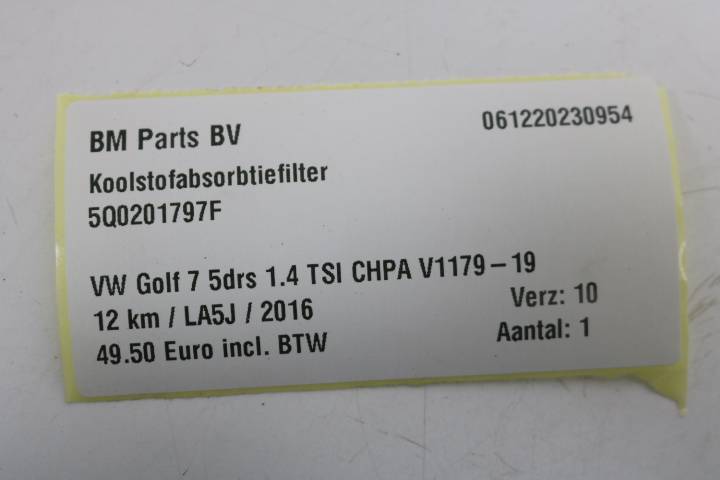 BM Parts BV
061220230954
Koolstofabsorbtiefilter
5Q0201797F
VW Golf 7 5drs 1.4 TSI CHPA V1179-19
12 km / LA5J / 2016
Verz: 10
49.50 Euro incl. BTW
Aantal: 1